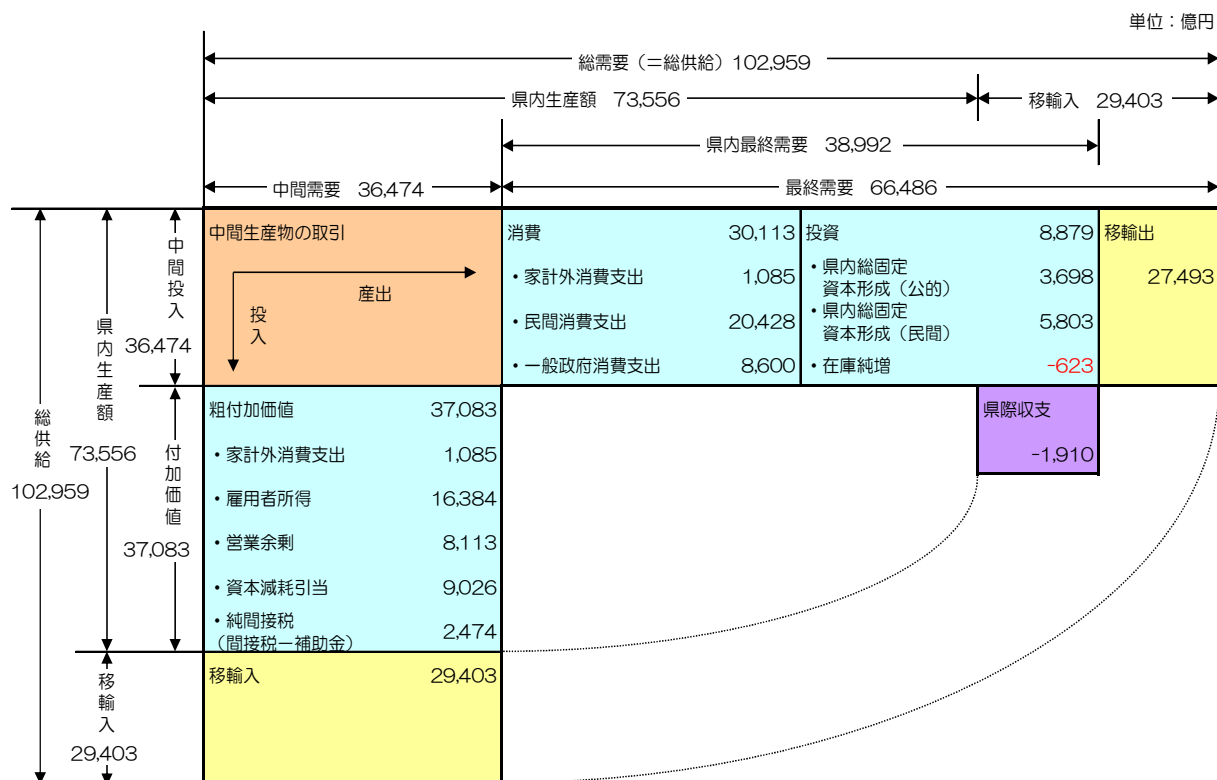 単位：億円
総需要（＝総供給）102,959
県内生産額 73,556
移輸入 29,403
県内最終需要 38,992
中間需要 36,474
最終需要 66,486
総供給
102,959
県内生産額
73,556
中間投入
36,474
付加価値
37,083
移輸入
29,403
中間生産物の取引
産出
投入
消費 30,113
・家計外消費支出 1,085
・民間消費支出 20,428
・一般政府消費支出 8,600
投資 8,879
・県内総固定
資本形成（公的） 3,698
・県内総固定
資本形成（民間） 5,803
・在庫純増 -623
移輸出
27,493
粗付加価値 37,083
・家計外消費支出 1,085
・雇用者所得 16,384
・営業余剰 8,113
・資本減耗引当 9,026
・純間接税
（間接税ー補助金） 2,474
県際収支
-1,910
移輸入 29,403